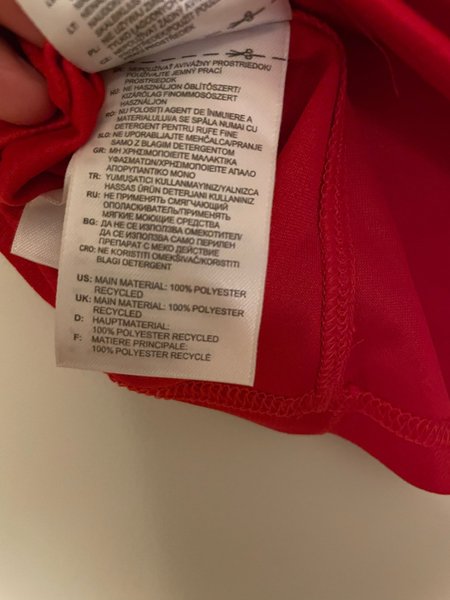 NEPOUŽÍVAT AVIVÁŽNY PROSTRIEDOK/
POUŽÍVAJTE JEMNÝ PRACÍ
PROSTRIEDOK
HU: NE HASZNÁLJON ÖBLÍTŐSZERT/
KIZÁRÓLAG FINOMMOSÓSZERT
HASZNÁLJON
RO: NU FOLOSIȚI AGENT DE ÎNMUIERE A
MATERIALULUI/A SE SPĂLA NUMAI CU
DETERGENT PENTRU RUFE FINE
SLO: NE UPORABLJAJTE MEHČALCA/PRANJE
SAMO Z BLAGIM DETERGENTOM
GR: ΜΗ ΧΡΗΣΙΜΟΠΟΙΕΙΤΕ ΜΑΛΑΚΤΙΚΑ
ΥΦΑΣΜΑΤΩΝ/ΧΡΗΣΙΜΟΠΟΙΕΙΤΕ ΑΠΑΛΟ
ΑΠΟΡΥΠΑΝΤΙΚΟ ΜΟΝΟ
TR: YUMUŞATICI KULLANMAYINIZ/YALNIZCA
HASSAS ÜRÜN DETERJANI KULLANINIZ
RU: НЕ ПРИМЕНЯТЬ СМЯГЧАЮЩИЙ
ОПОЛАСКИВАТЕЛЬ/ПРИМЕНЯТЬ
МЯГКИЕ МОЮЩИЕ СРЕДСТВА
BG: ДА НЕ СЕ ИЗПОЛЗВА ОМЕКОТИТЕЛ/
ДА СЕ ИЗПОЛЗВА САМО ПЕРИЛЕН
ПРЕПАРАТ С МЕКО ДЕЙСТВИЕ
CRO: NE KORISTITI OMEKŠIVAČ/KORISTITI
BLAGI DETERGENT
US: MAIN MATERIAL: 100% POLYESTER
RECYCLED
UK: MAIN MATERIAL: 100% POLYESTER
RECYCLED
D: HAUPTMATERIAL:
100% POLYESTER RECYCLED
F: MATIERE PRINCIPALE:
100% POLYESTER RECYCLÉ